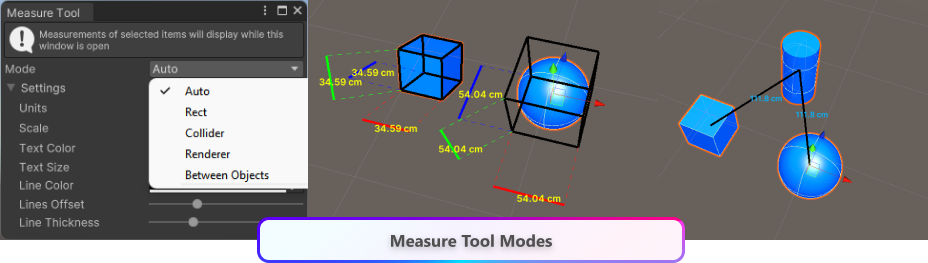 Measure Tool
Measurements of selected items will display while this
window is open
Mode
Auto
Settings
Auto
Units
Rect
Scale
Collider
Text Color
Renderer
Text Size
Between Objects
Line Color
Lines Offset
Line Thickness
34.59 cm
34.59 cm
34.59 cm
54.04 cm
54.04 cm
54.04 cm
111.8 cm
111.8 cm
Measure Tool Modes